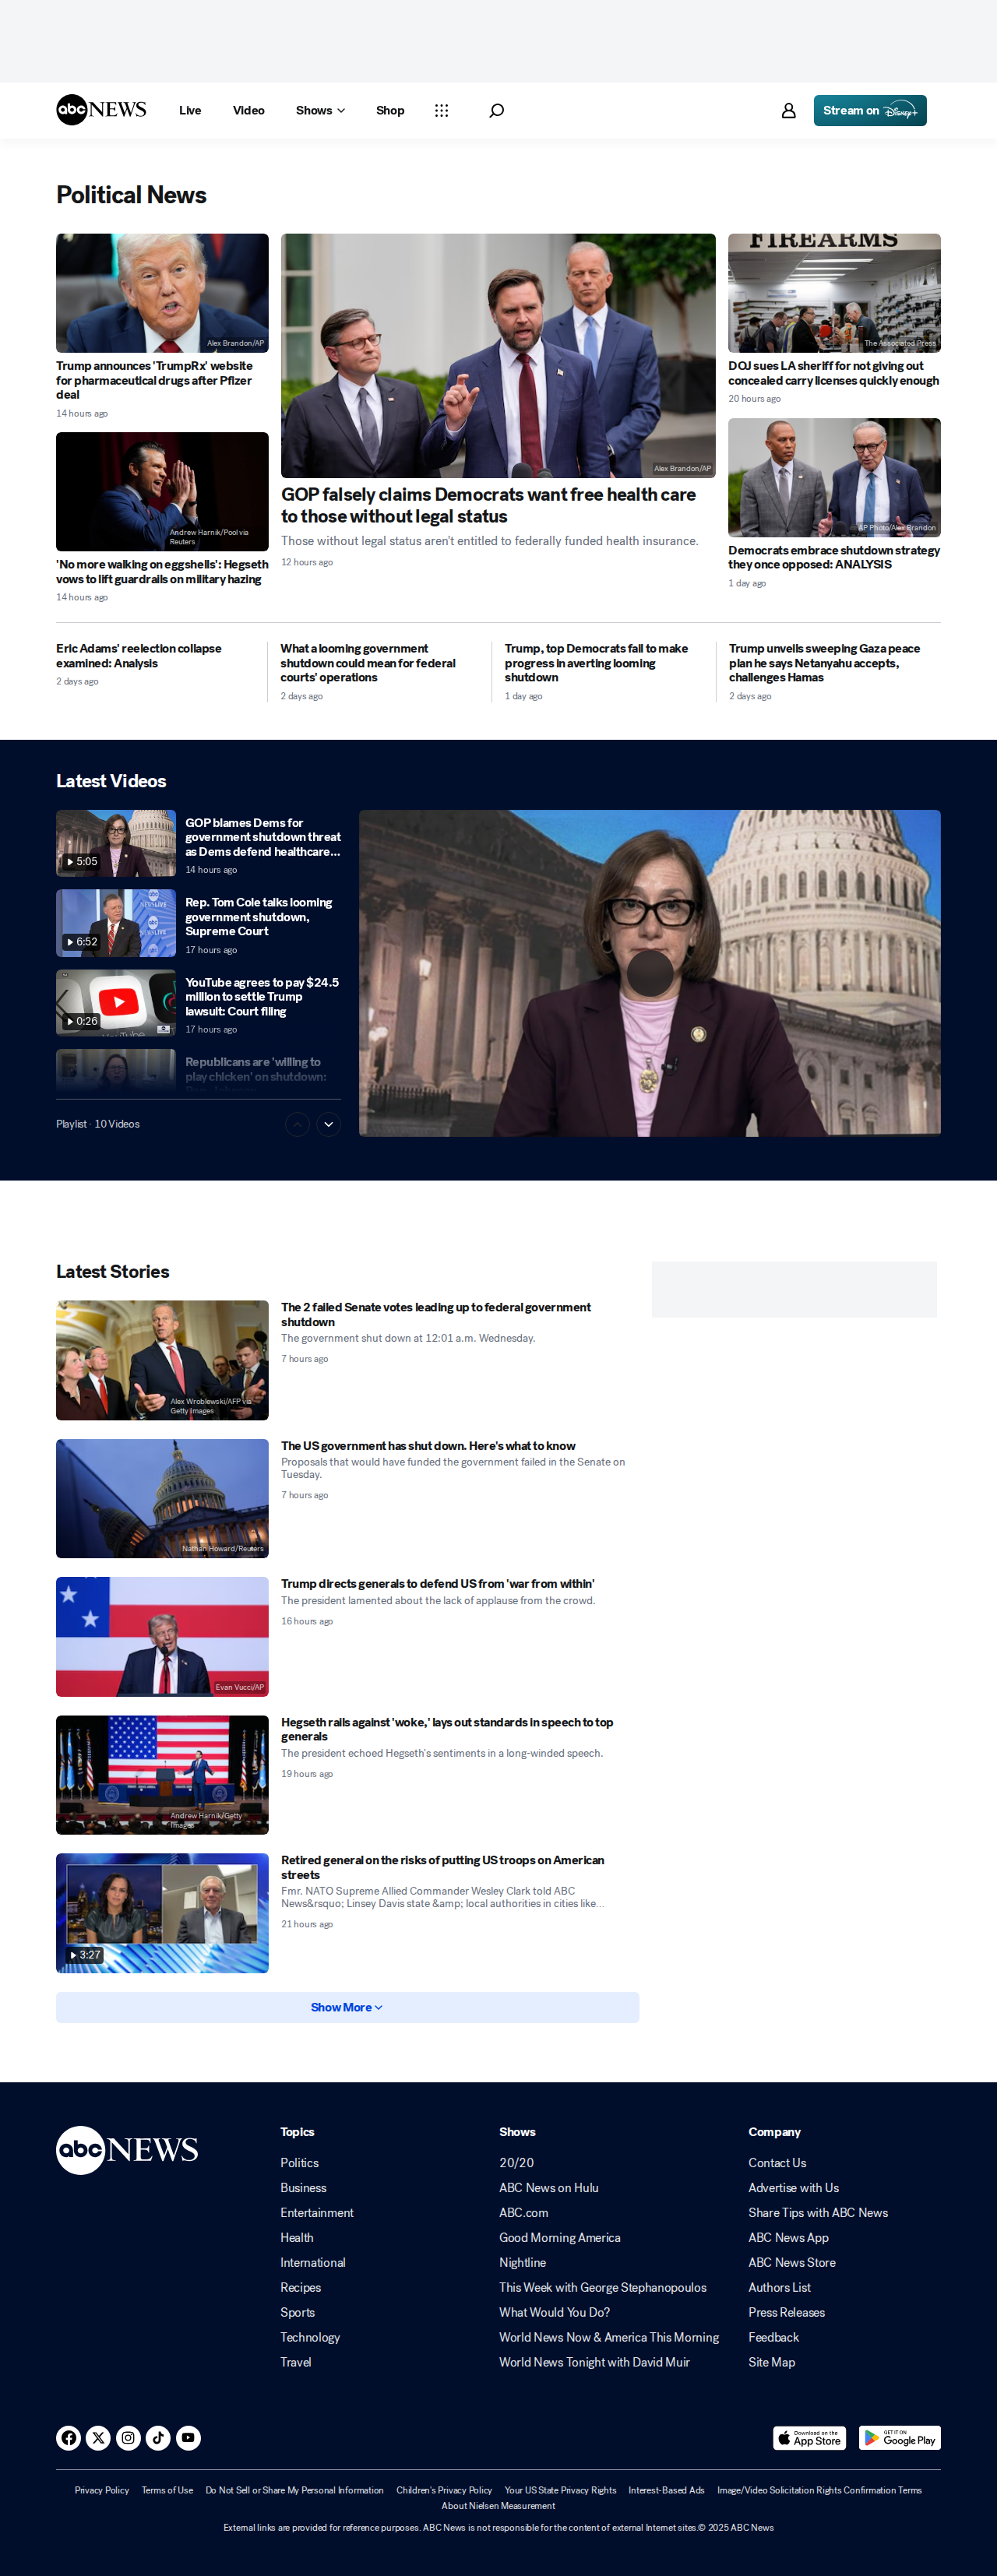 abc NEWS
Live
Video
Shows
Shop
Stream on Disney+
Political News
Alex Brandon/AP
Trump announces 'TrumpRx' website
for pharmaceutical drugs after Pfizer
deal
14 hours ago
Andrew Harnik/Pool via
Reuters
'No more walking on eggshells': Hegseth
vows to lift guardrails on military hazing
14 hours ago
Alex Brandon/AP
GOP falsely claims Democrats want free health care
to those without legal status
Those without legal status aren't entitled to federally funded health insurance.
12 hours ago
FIREARMS
The Associated Press
DOJ sues LA sheriff for not giving out
concealed carry licenses quickly enough
20 hours ago
AP Photo/Alex Brandon
Democrats embrace shutdown strategy
they once opposed: ANALYSIS
1 day ago
Eric Adams' reelection collapse
examined: Analysis
2 days ago
What a looming government
shutdown could mean for federal
courts' operations
2 days ago
Trump, top Democrats fail to make
progress in averting looming
shutdown
1 day ago
Trump unveils sweeping Gaza peace
plan he says Netanyahu accepts,
challenges Hamas
2 days ago
Latest Videos
5:05
GOP blames Dems for
government shutdown threat
as Dems defend healthcare...
14 hours ago
6:52
Rep. Tom Cole talks looming
government shutdown,
Supreme Court
17 hours ago
0:26
YouTube agrees to pay $24.5
million to settle Trump
lawsuit: Court filing
17 hours ago
Republicans are 'willing to
play chicken' on shutdown:
Playlist · 10 Videos
Latest Stories
Alex Wroblewski/AFP via
Getty Images
The 2 failed Senate votes leading up to federal government
shutdown
The government shut down at 12:01 a.m. Wednesday.
7 hours ago
Nathan Howard/Reuters
The US government has shut down. Here's what to know
Proposals that would have funded the government failed in the Senate on
Tuesday.
7 hours ago
Evan Vucci/AP
Trump directs generals to defend US from 'war from within'
The president lamented about the lack of applause from the crowd.
16 hours ago
Andrew Harnik/Getty
Images
Hegseth rails against 'woke,' lays out standards in speech to top
generals
The president echoed Hegseth's sentiments in a long-winded speech.
19 hours ago
3:27
Retired general on the risks of putting US troops on American
streets
Fmr. NATO Supreme Allied Commander Wesley Clark told ABC
News&rsquo; Linsey Davis state &amp; local authorities in cities like...
21 hours ago
Show More
abc NEWS
Topics
Politics
Business
Entertainment
Health
International
Recipes
Sports
Technology
Travel
Shows
20/20
ABC News on Hulu
ABC.com
Good Morning America
Nightline
This Week with George Stephanopoulos
What Would You Do?
World News Now & America This Morning
World News Tonight with David Muir
Company
Contact Us
Advertise with Us
Share Tips with ABC News
ABC News App
ABC News Store
Authors List
Press Releases
Feedback
Site Map
Download on the
App Store
GET IT ON
Google Play
Privacy Policy
Terms of Use
Do Not Sell or Share My Personal Information
Children's Privacy Policy
Your US State Privacy Rights
Interest-Based Ads
Image/Video Solicitation Rights Confirmation Terms
About Nielsen Measurement
External links are provided for reference purposes. ABC News is not responsible for the content of external Internet sites.© 2025 ABC News